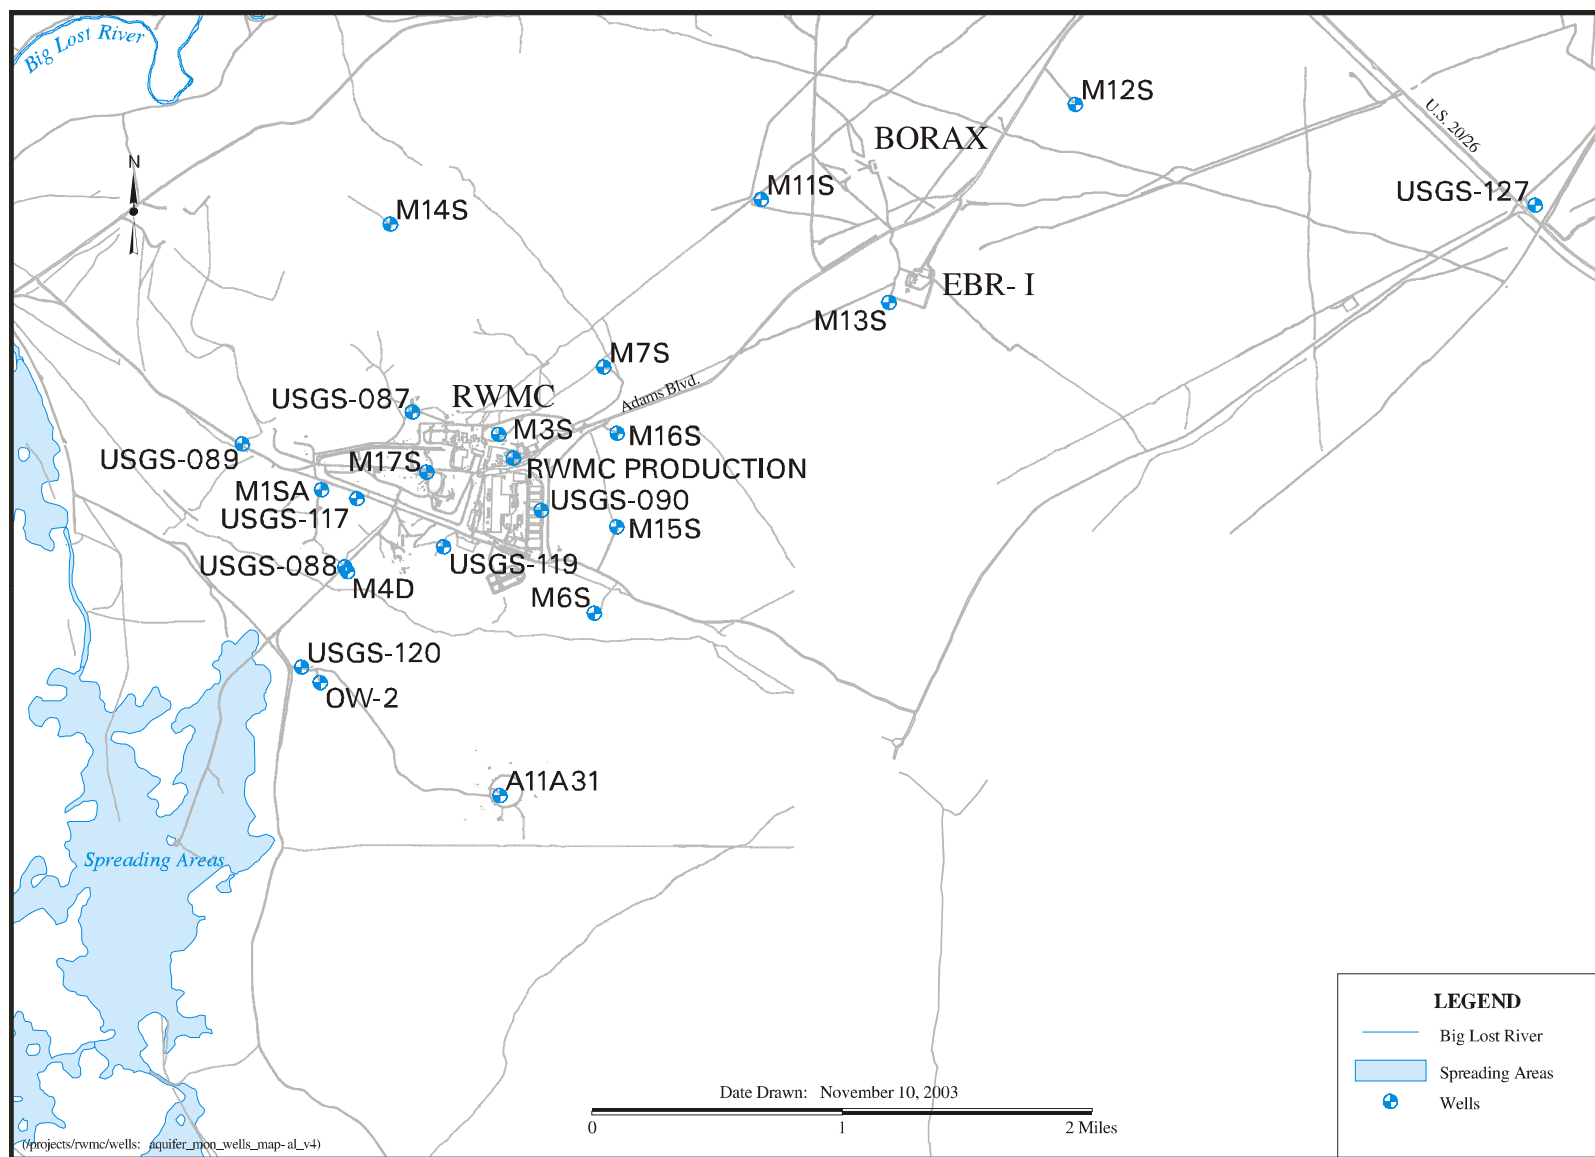 Big Lost River
M12S
U.S. 20/26
BORAX
N
M11S
USGS-127
M14S
EBR- I
M13S
M7S
Adams Blvd.
RWMC
USGS-087
M3S
M16S
USGS-089
M17S
RWMC PRODUCTION
M1SA
USGS-090
USGS-117
M15S
USGS-088
USGS-119
M4D
M6S
USGS-120
OW-2
A11A31
Spreading Areas
LEGEND
Big Lost River
Spreading Areas
Wells
Date Drawn: November 10, 2003
0 1 2 Miles
(/projects/rwmc/wells: aquifer_mon_wells_map-al_v4)